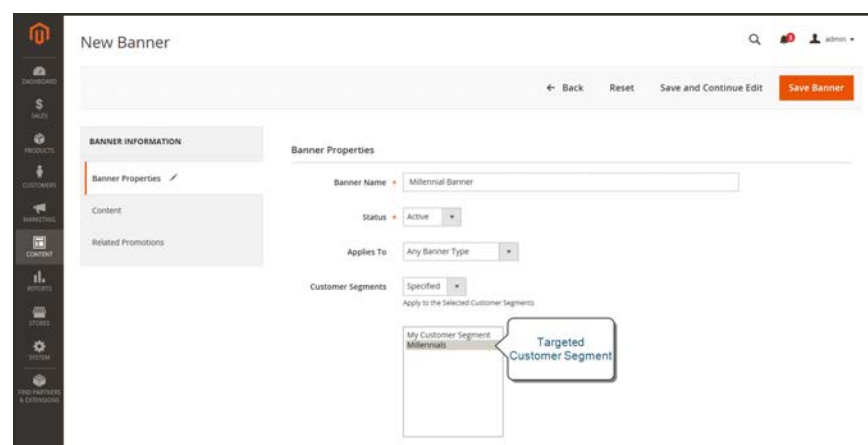 New Banner
3
admin
DASHBOARD
SALES
PRODUCTS
CUSTOMERS
MARKETING
CONTENT
REPORTS
STORES
SYSTEM
FIND PARTNERS
& EXTENSIONS
← Back
Reset
Save and Continue Edit
Save Banner
BANNER INFORMATION
Banner Properties
Content
Related Promotions
Banner Properties
Banner Name * Millennial Banner
Status * Active
Applies To Any Banner Type
Customer Segments Specified
Apply to the Selected Customer Segments
My Customer Segment
Millennials
Targeted
Customer Segment